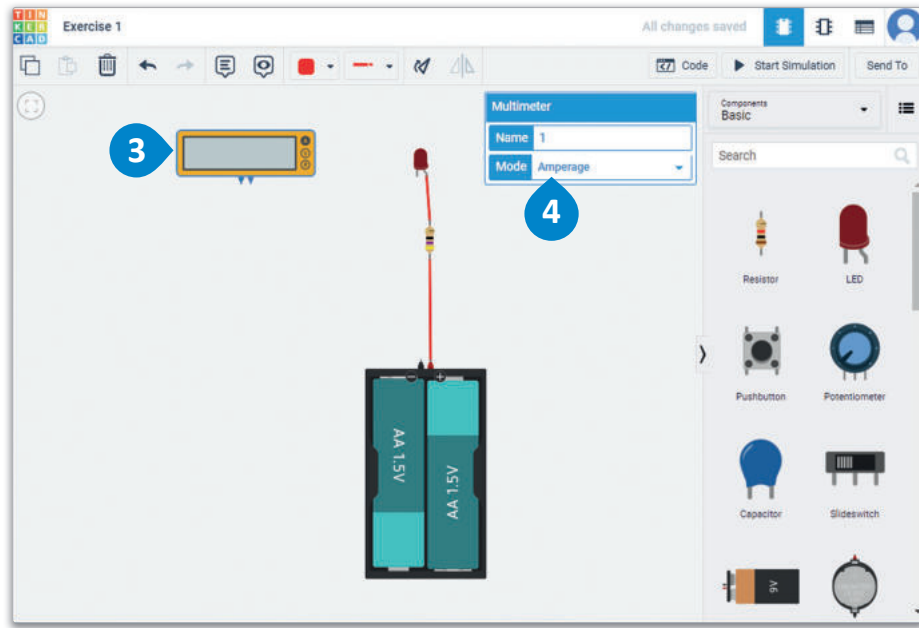 TIN
KER
CAD
Exercise 1
All changes saved
Code
Start Simulation
Send To
3
Multimeter
Name 1
Mode Amperage
4
Components
Basic
Search
Resistor
LED
Pushbutton
Potentiometer
Capacitor
Slideswitch
9V
AA 1.5V
AA 1.5V